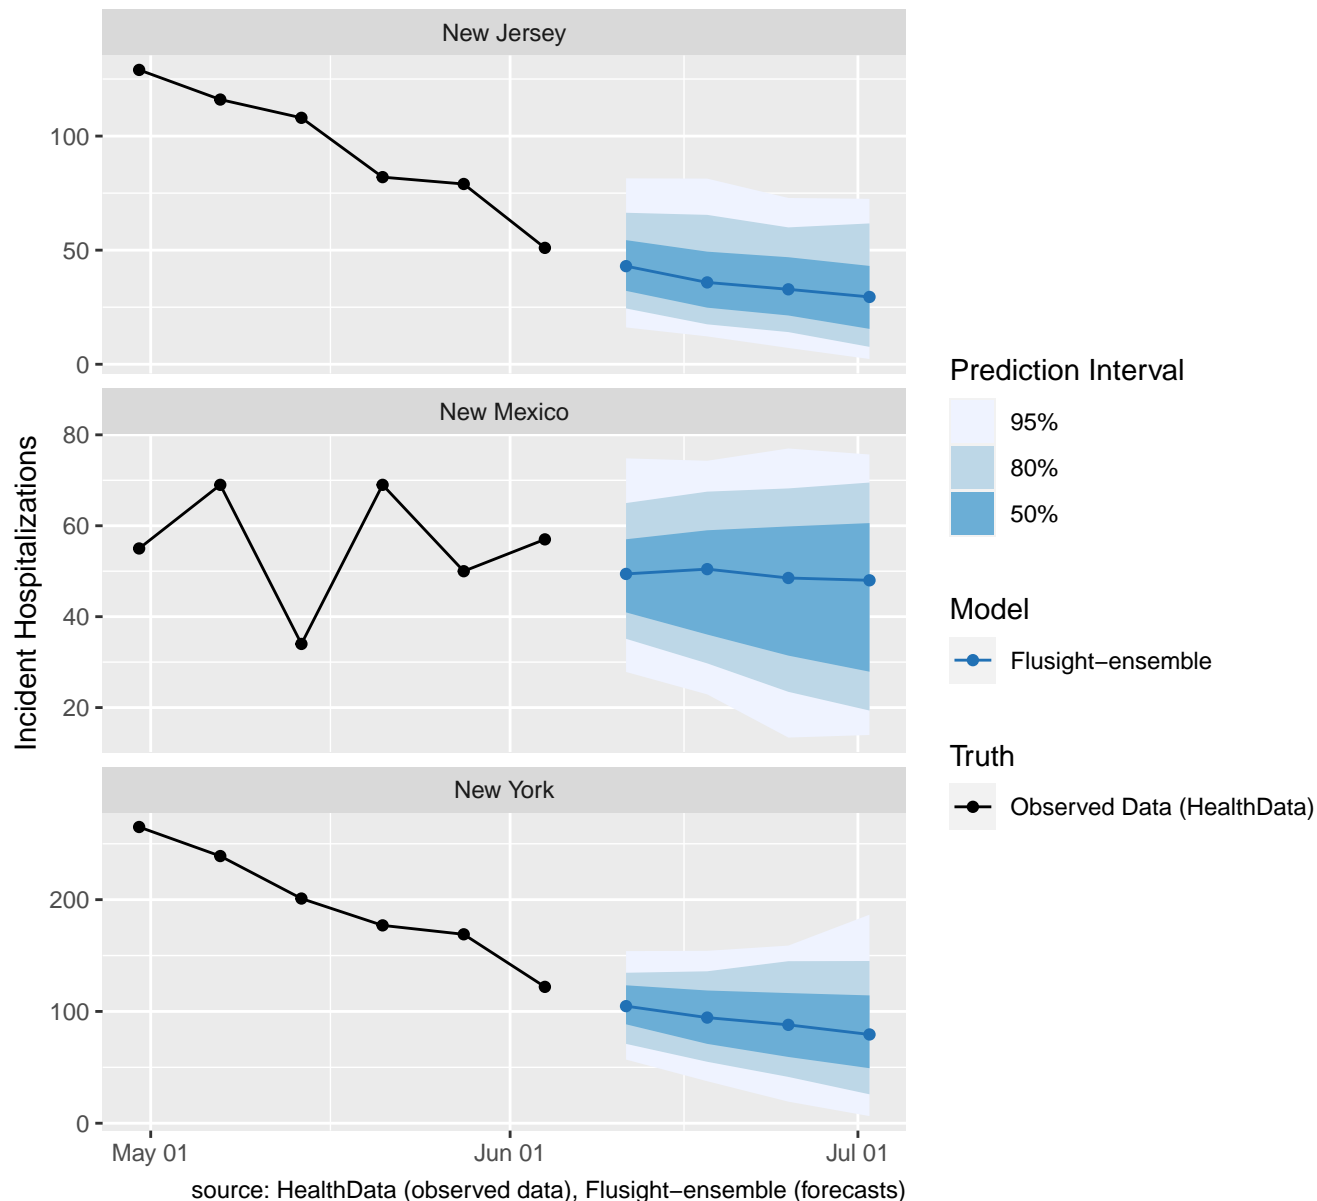 New Jersey
100
50
0
New Mexico
80
60
40
20
New York
200
100
0
May 01
Jun 01
Jul 01
Incident Hospitalizations
source: HealthData (observed data), Flusight−ensemble (forecasts)
Prediction Interval
95%
80%
50%
Model
Flusight−ensemble
Truth
Observed Data (HealthData)